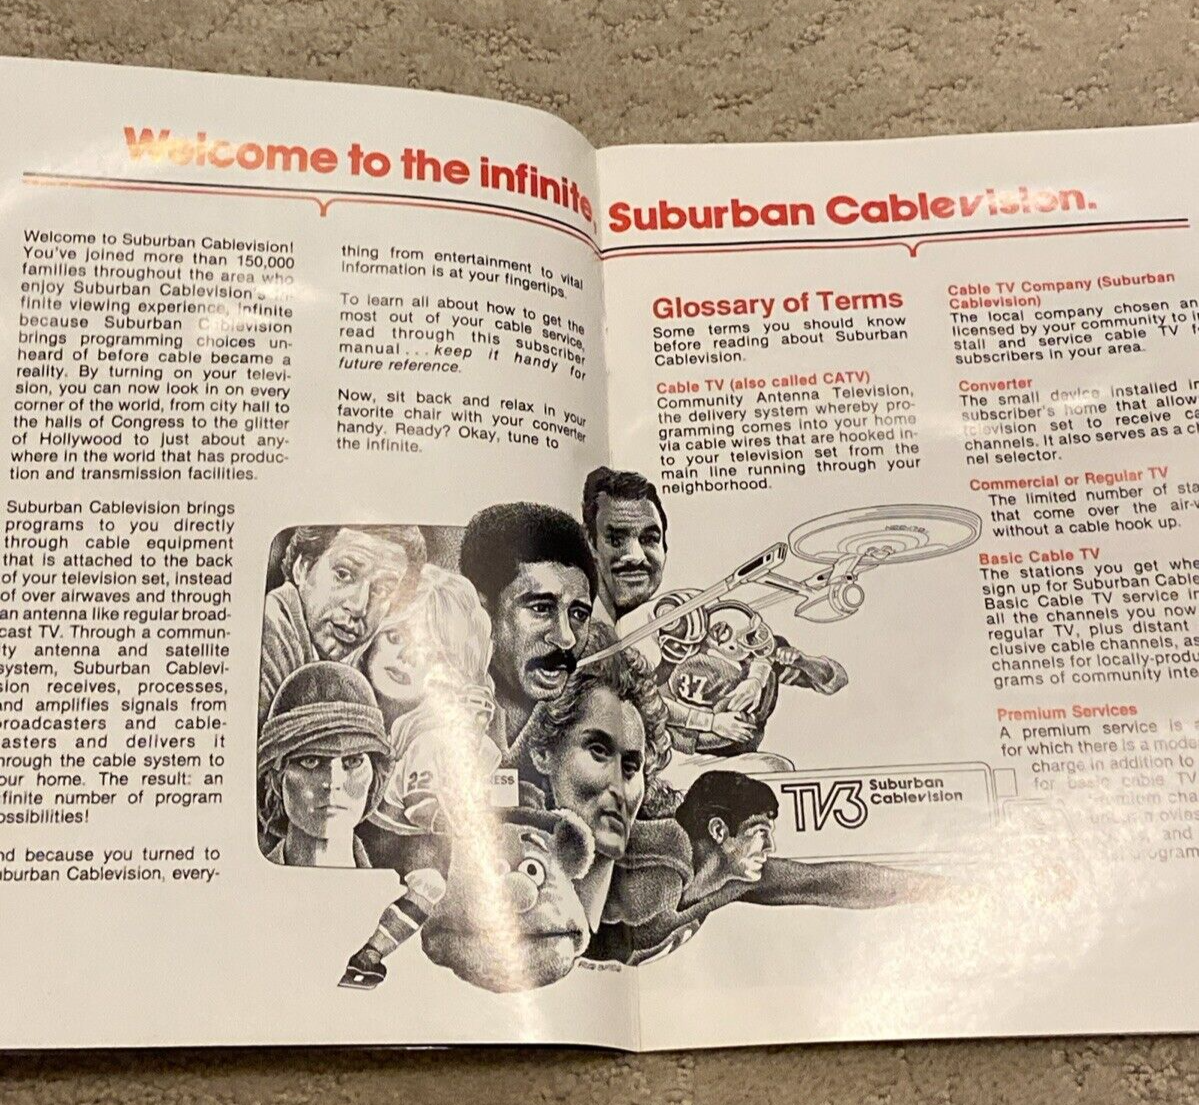 Welcome to the infinite,
Welcome to Suburban Cablevision!
You've joined more than 150,000
families throughout the area who
enjoy Suburban Cablevision's in-
finite viewing experience, infinite
because Suburban Cablevision
brings programming choices un-
heard of before cable became a
reality. By turning on your televi-
sion, you can now look in on every
corner of the world, from city hall to
the halls of Congress to the glitter
of Hollywood to just about any-
where in the world that has produc-
tion and transmission facilities.
Suburban Cablevision brings
programs to you directly
through cable equipment
that is attached to the back
of your television set, instead
of over airwaves and through
an antenna like regular broad-
cast TV. Through a commun-
ty antenna and satellite
system, Suburban Cablevi-
sion receives, processes,
nd amplifies signals from
roadcasters and cable-
asters and delivers it
hrough the cable system to
our home. The result: an
finite number of program
ossibilities!
nd because you turned to
burban Cablevision, every-
thing from entertainment to vital
information is at your fingertips.
To learn all about how to get the
most out of your cable service,
read through this subscriber
manual... keep it handy for
future reference.
Now, sit back and relax in your
favorite chair with your converter
handy. Ready? Okay, tune to
the infinite.
22
ESS
Suburban Cablevision.
Glossary of Terms
Some terms you should know
before reading about Suburban
Cablevision.
Cable TV (also called CATV)
Community Antenna Television,
the delivery system whereby pro-
gramming comes into your home
via cable wires that are hooked in-
to your television set from the
main line running through your
neighborhood.
37
TV3
Suburban
Cablevision
Cable TV Company (Suburban
Cablevision)
The local company chosen an
licensed by your community to in
stall and service cable TV f
subscribers in your area.
Converter
The small device installed in
subscriber's home that allow
television set to receive ca
channels. It also serves as a ch
nel selector.
Commercial or Regular TV
The limited number of sta
that come over the air-w
without a cable hook up.
Basic Cable TV
The stations you get whe
sign up for Suburban Cable
Basic Cable TV service in
all the channels you now
regular TV, plus distant
clusive cable channels, as
channels for locally-produ
grams of community inte
Premium Services
A premium service is
for which there is a mode
charge in addition to
for basic cable TV.
cha
and